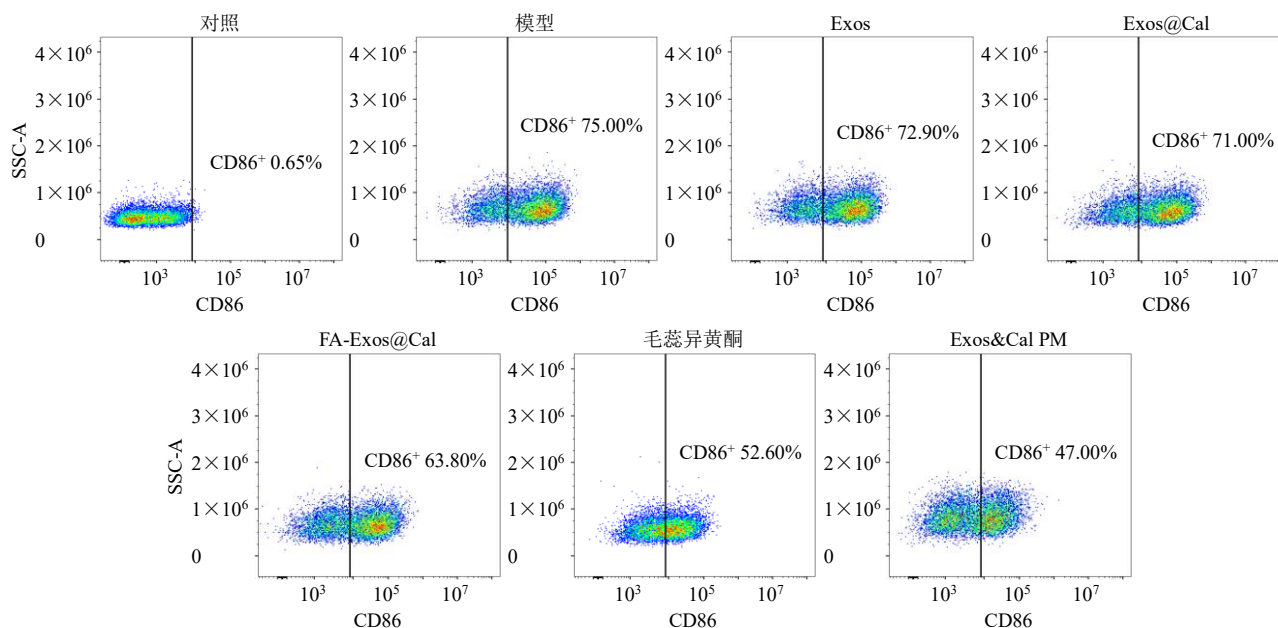 对照
模型
Exos
Exos@Cal
4×10⁶
3×10⁶
2×10⁶
1×10⁶
0
SSC-A
CD86⁺ 0.65%
10³
10⁵
10⁷
CD86
4×10⁶
3×10⁶
2×10⁶
1×10⁶
0
CD86⁺ 75.00%
10³
10⁵
10⁷
CD86
4×10⁶
3×10⁶
2×10⁶
1×10⁶
0
CD86⁺ 72.90%
10³
10⁵
10⁷
CD86
4×10⁶
3×10⁶
2×10⁶
1×10⁶
0
CD86⁺ 71.00%
10³
10⁵
10⁷
CD86
FA-Exos@Cal
毛蕊异黄酮
Exos&Cal PM
4×10⁶
3×10⁶
2×10⁶
1×10⁶
0
SSC-A
CD86⁺ 63.80%
10³
10⁵
10⁷
CD86
4×10⁶
3×10⁶
2×10⁶
1×10⁶
0
CD86⁺ 52.60%
10³
10⁵
10⁷
CD86
4×10⁶
3×10⁶
2×10⁶
1×10⁶
0
CD86⁺ 47.00%
10³
10⁵
10⁷
CD86